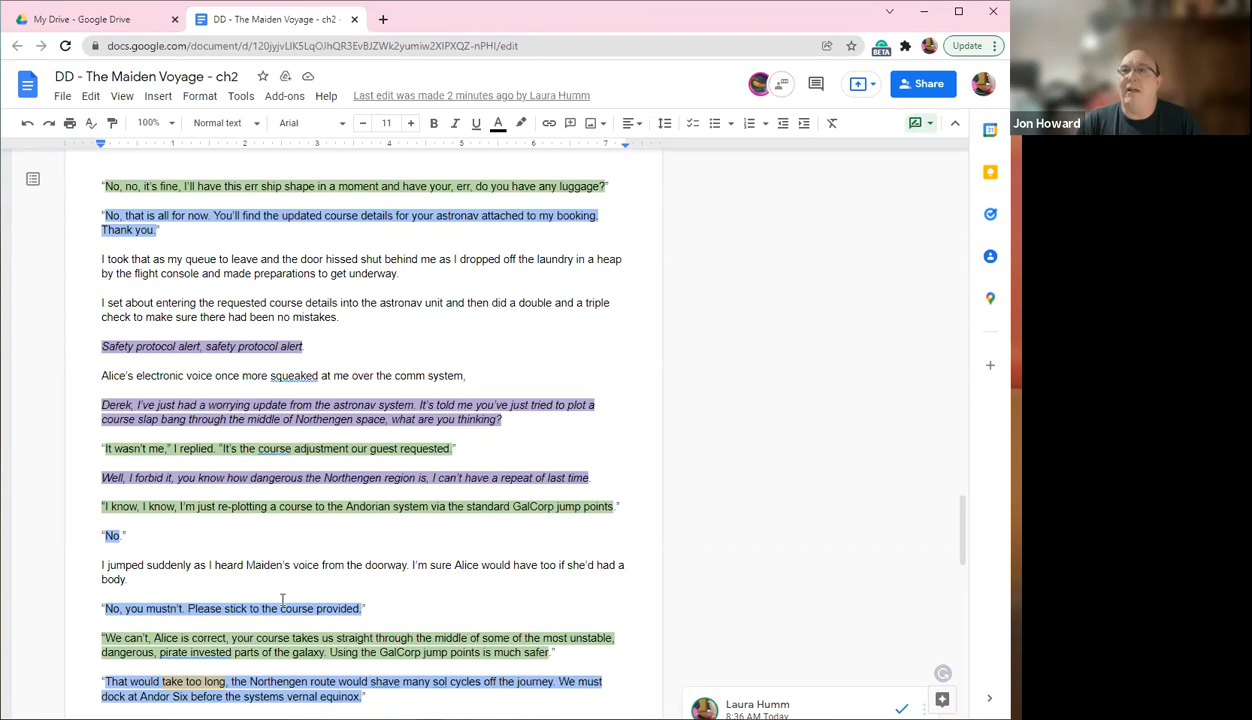 My Drive - Google Drive
DD - The Maiden Voyage - ch2 -
docs.google.com/document/d/120jyjvLIK5LqOJhQR3EvBJZWk2yumiw2XIPXQZ-nPHI/edit
BETA
Update
DD - The Maiden Voyage - ch2
File Edit View Insert Format Tools Add-ons Help Last edit was made 2 minutes ago by Laura Humm
Share
100% Normal text Arial 11 B I U A
1 2 3 4 5 6 7
Jon Howard
31
“No, no, it’s fine, I’ll have this err ship shape in a moment and have your, err, do you have any luggage?”
“No, that is all for now. You’ll find the updated course details for your astronav attached to my booking.
Thank you.”
I took that as my queue to leave and the door hissed shut behind me as I dropped off the laundry in a heap
by the flight console and made preparations to get underway.
I set about entering the requested course details into the astronav unit and then did a double and a triple
check to make sure there had been no mistakes.
Safety protocol alert, safety protocol alert.
Alice’s electronic voice once more squeaked at me over the comm system,
Derek, I’ve just had a worrying update from the astronav system. It’s told me you’ve just tried to plot a
course slap bang through the middle of Northengen space, what are you thinking?
“It wasn’t me,” I replied. “It’s the course adjustment our guest requested.”
Well, I forbid it, you know how dangerous the Northengen region is, I can’t have a repeat of last time.
“I know, I know, I’m just re-plotting a course to the Andorian system via the standard GalCorp jump points.”
“No.”
I jumped suddenly as I heard Maiden’s voice from the doorway. I’m sure Alice would have too if she’d had a
body.
“No, you mustn’t. Please stick to the course provided.”
“We can’t, Alice is correct, your course takes us straight through the middle of some of the most unstable,
dangerous, pirate invested parts of the galaxy. Using the GalCorp jump points is much safer.”
“That would take too long, the Northengen route would shave many sol cycles off the journey. We must
dock at Andor Six before the systems vernal equinox.”
Laura Humm
8:36 AM Today